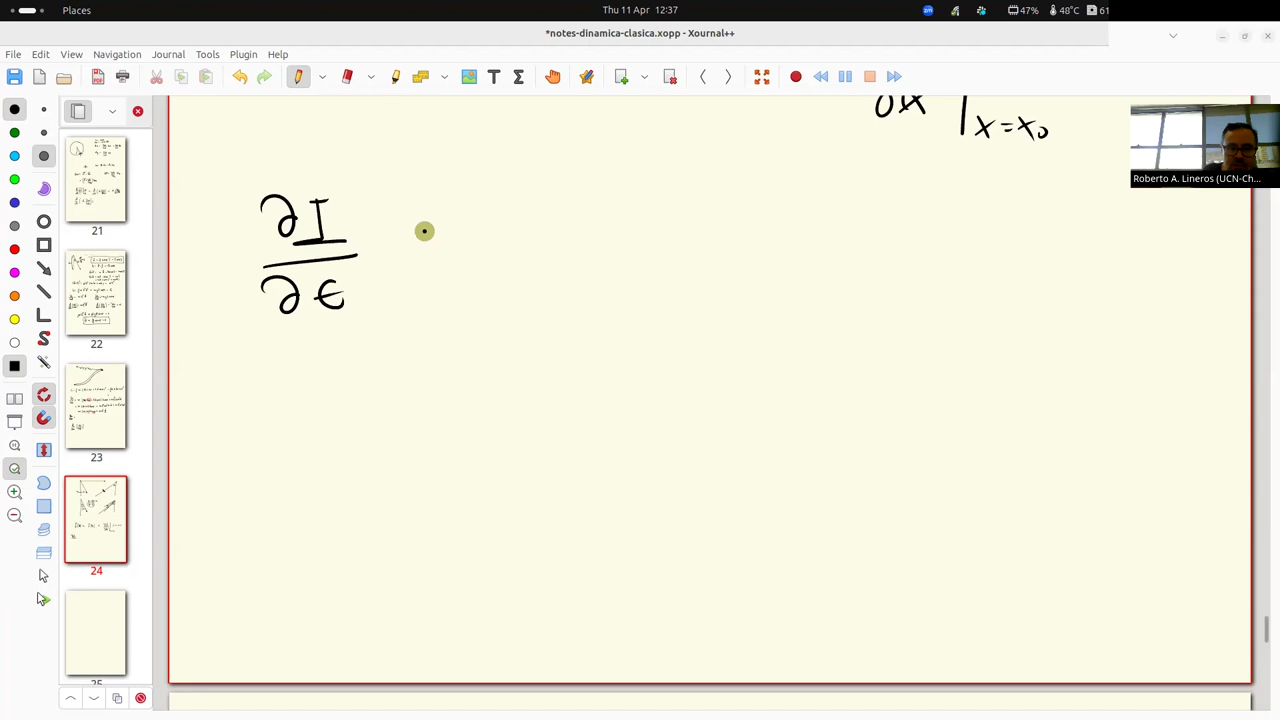 Places
Thu 11 Apr 12:37
47%
48°C
61
*notes-dinamica-clasica.xopp - Xournal++
File Edit View Navigation Journal Tools Plugin Help
∂x |x=x₀
Roberto A. Lineros (UCN-Ch...
∂I
∂ϵ
21
22
23
24
25